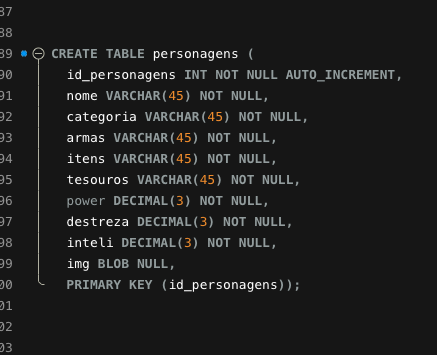 87
88
89 CREATE TABLE personagens (
90 id_personagens INT NOT NULL AUTO_INCREMENT,
91 nome VARCHAR(45) NOT NULL,
92 categoria VARCHAR(45) NOT NULL,
93 armas VARCHAR(45) NOT NULL,
94 itens VARCHAR(45) NOT NULL,
95 tesouros VARCHAR(45) NOT NULL,
96 power DECIMAL(3) NOT NULL,
97 destreza DECIMAL(3) NOT NULL,
98 inteli DECIMAL(3) NOT NULL,
99 img BLOB NULL,
00 PRIMARY KEY (id_personagens));
01
02
03